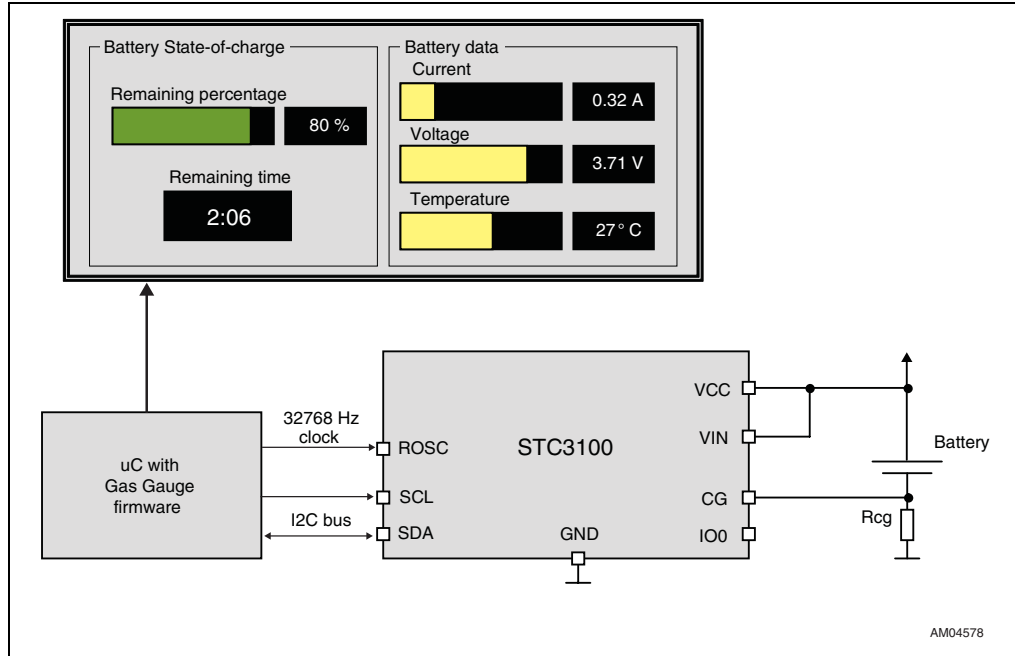 Battery State-of-charge
Remaining percentage
80 %
Remaining time
2:06
Battery data
Current
0.32 A
Voltage
3.71 V
Temperature
27° C
uC with
Gas Gauge
firmware
32768 Hz
clock
I2C bus
ROSC
SCL
SDA
STC3100
GND
VCC
VIN
CG
IO0
Battery
Rcg
AM04578